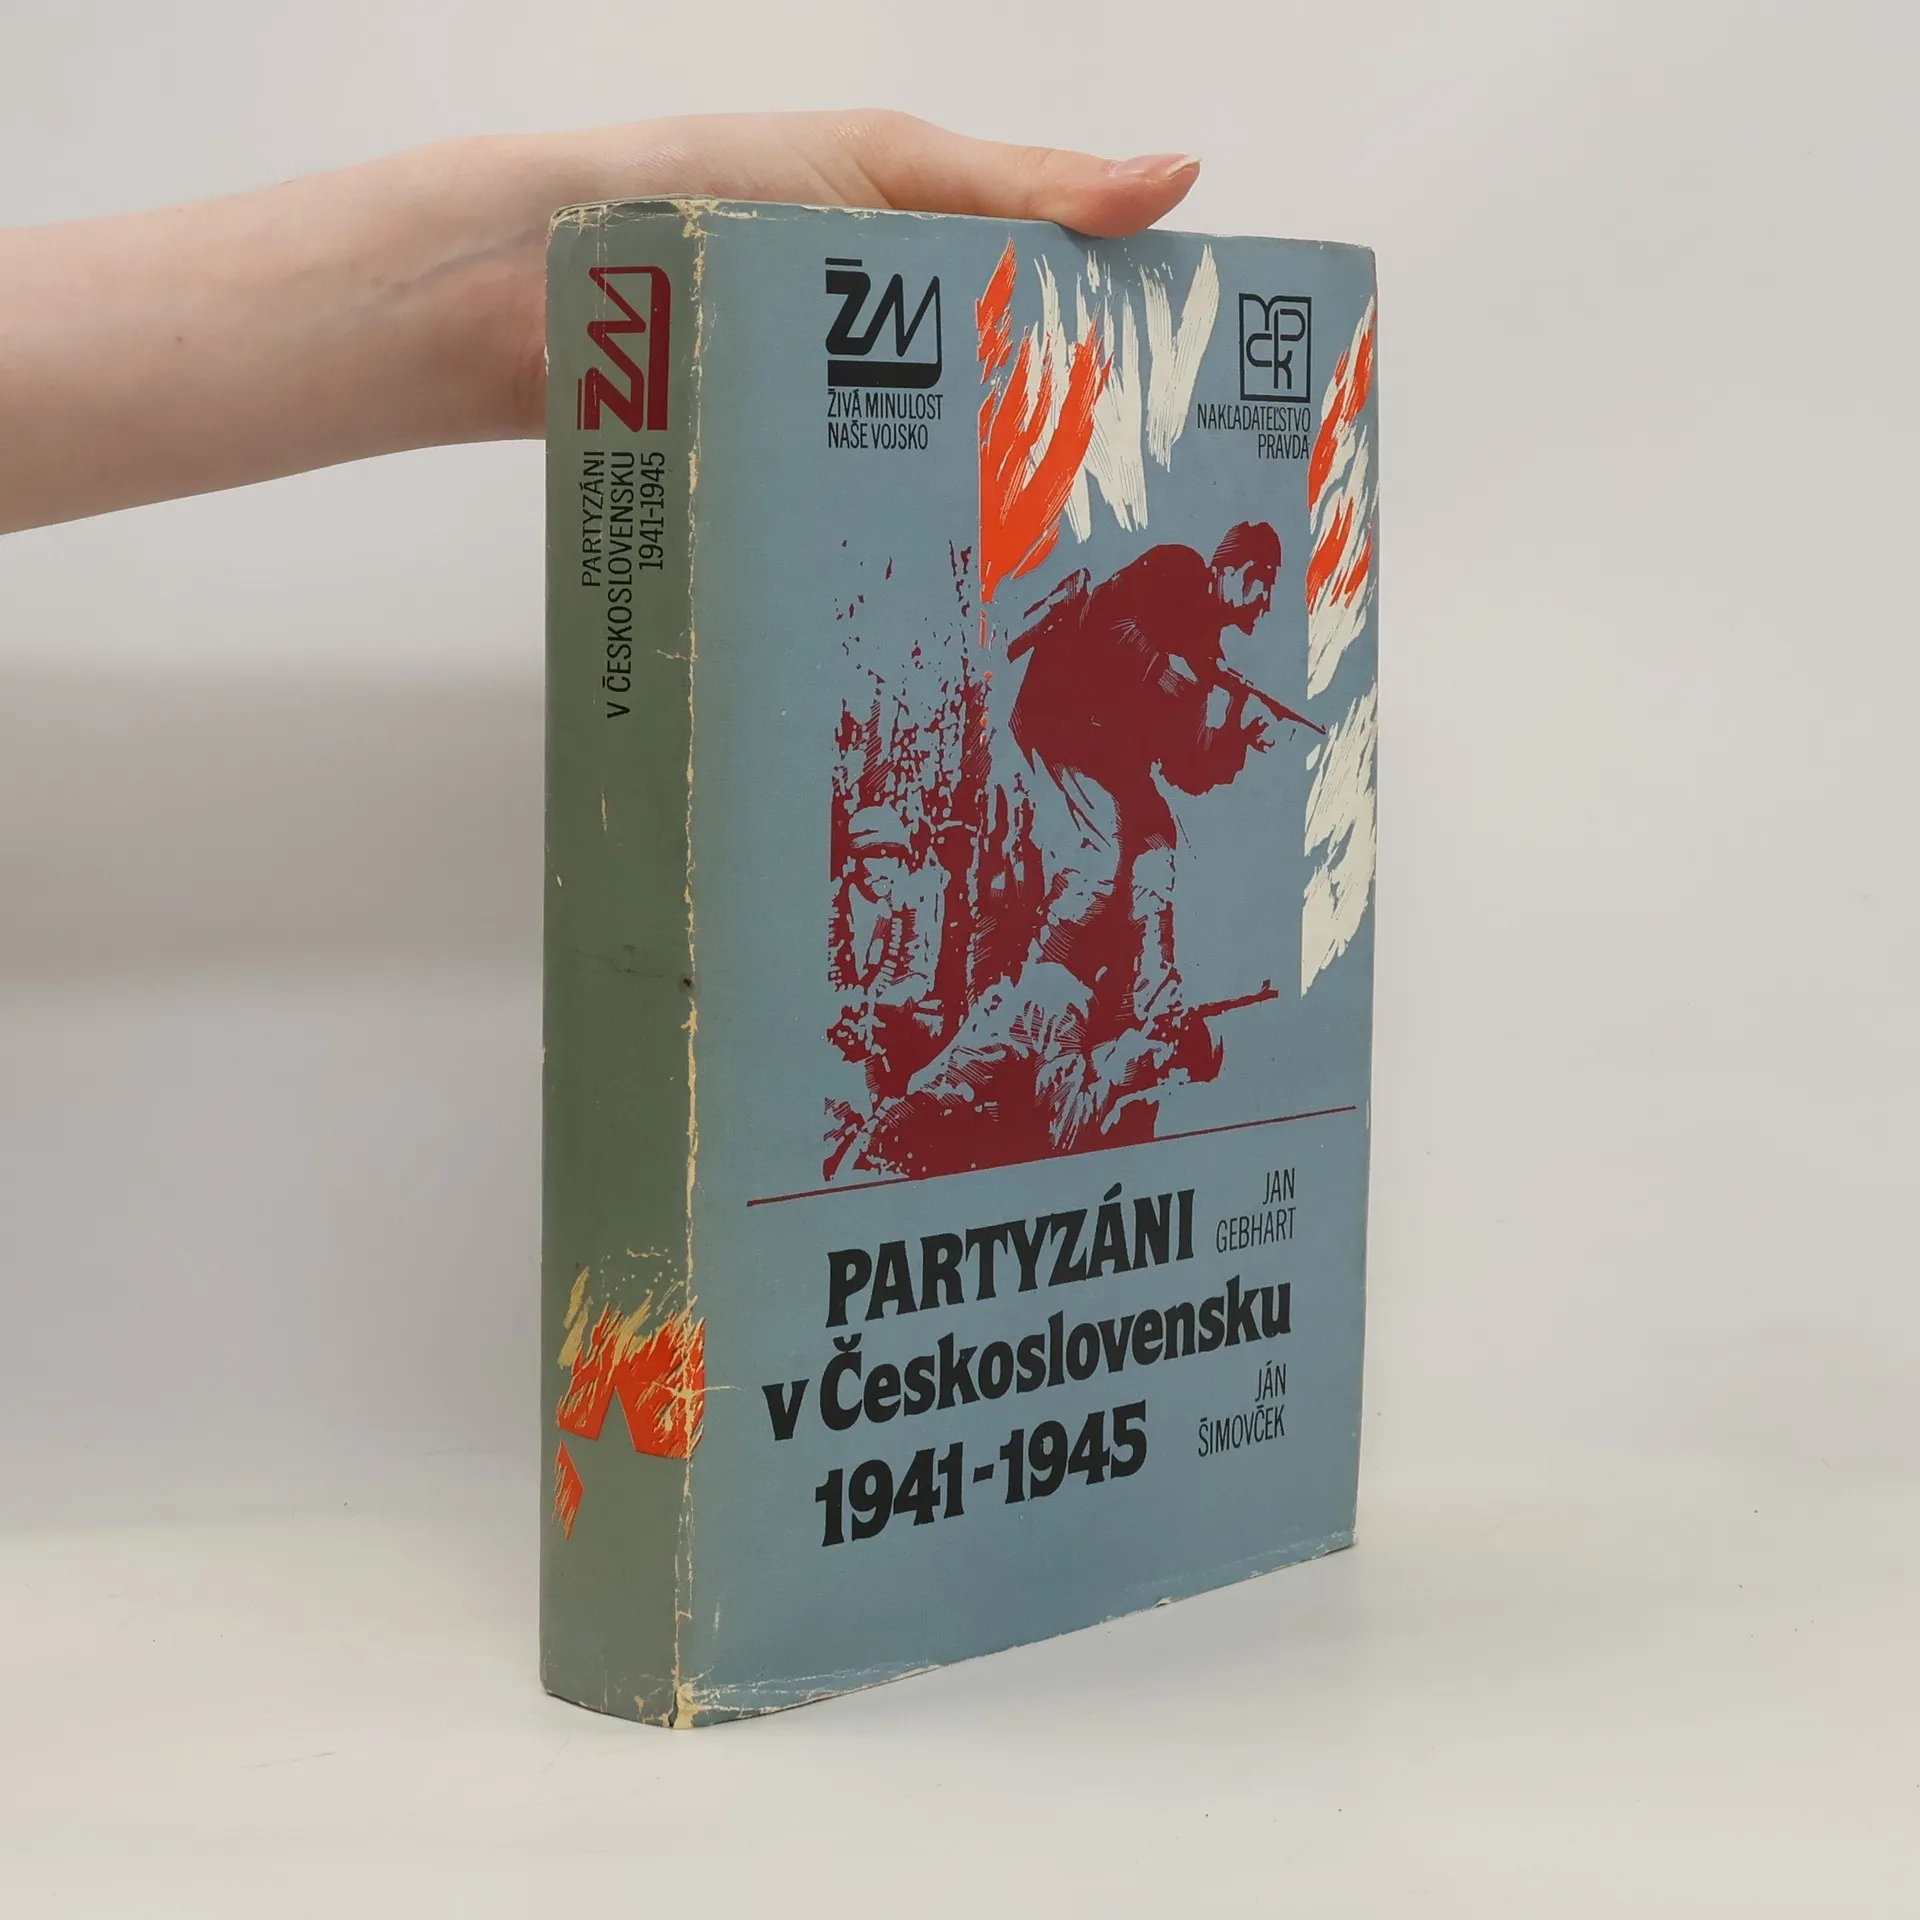 ŽM
PARTYZÁNI
V ČESKOSLOVENSKU
1941-1945
ŽM
ŽIVÁ MINULOST
NAŠE VOJSKO
NAKĽADATEĽSTVO
PRAVDA
JAN
GEBHART
PARTYZÁNI
v Československu
1941-1945
JÁN
ŠIMOVČEK